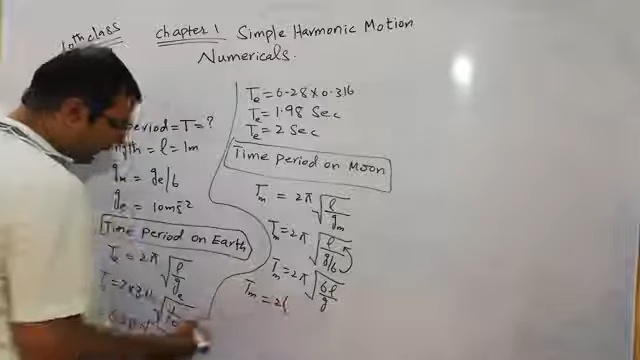 10th class chapter 1 Simple Harmonic Motion
Numericals.
period = T = ?
length = l = 1m
gm = ge/6
ge = 10ms⁻²
Time period on Earth
Te = 2π √(l/ge)
Te = 6.28 × 0.316
Te = 1.98 Sec
Te = 2 Sec
Time period on Moon
Tm = 2π √(l/gm)
Tm = 2π √(l/g/6)
Tm = 2π √(6l/g)
Tm = 2(